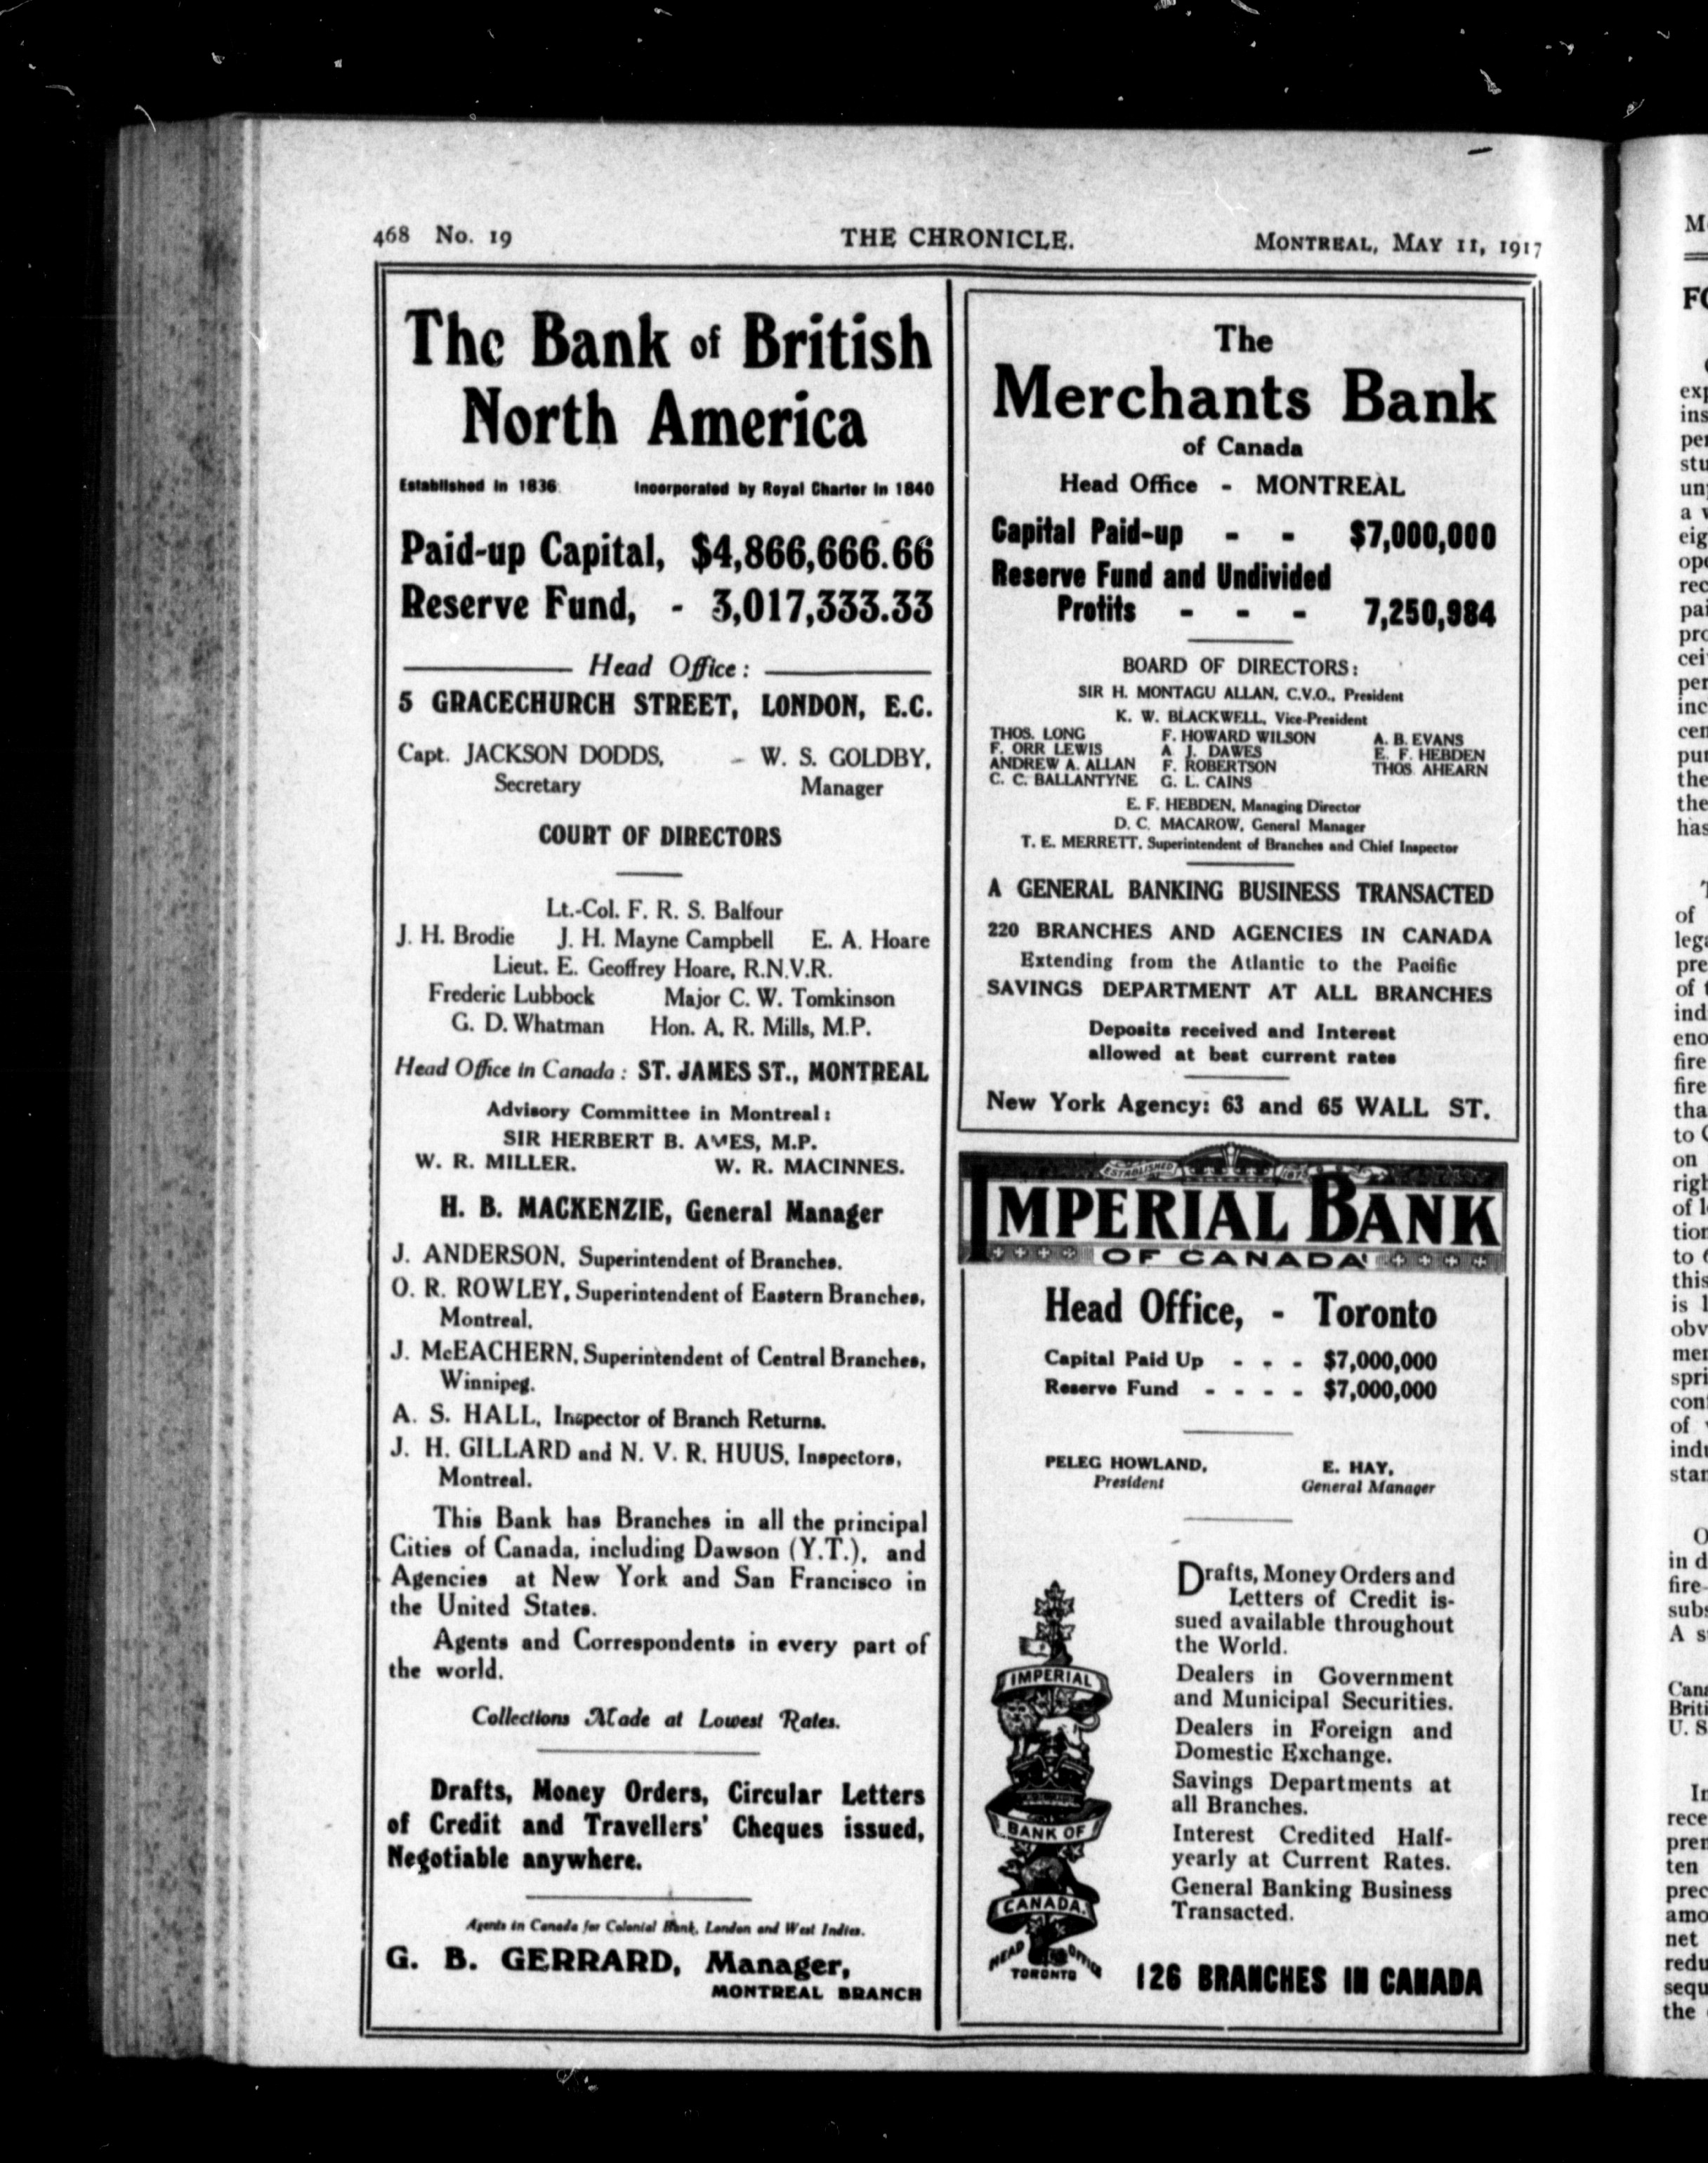 468 No. 19
THE CHRONICLE.
MONTREAL, MAY 11, 1917
The Bank of British
North America
Established in 1836. Incorporated by Royal Charter in 1840
Paid-up Capital, $4,866,666.66
Reserve Fund, - 3,017,333.33
Head Office:
5 GRACECHURCH STREET, LONDON, E.C.
Capt. JACKSON DODDS, - W. S. GOLDBY,
Secretary Manager
COURT OF DIRECTORS
Lt.-Col. F. R. S. Balfour
J. H. Brodie J. H. Mayne Campbell E. A. Hoare
Lieut. E. Geoffrey Hoare, R.N.V.R.
Frederic Lubbock Major C. W. Tomkinson
G. D. Whatman Hon. A. R. Mills, M.P.
Head Office in Canada: ST. JAMES ST., MONTREAL
Advisory Committee in Montreal:
SIR HERBERT B. AMES, M.P.
W. R. MILLER. W. R. MACINNES.
H. B. MACKENZIE, General Manager
J. ANDERSON, Superintendent of Branches.
O. R. ROWLEY, Superintendent of Eastern Branches,
Montreal.
J. McEACHERN, Superintendent of Central Branches,
Winnipeg.
A. S. HALL, Inspector of Branch Returns.
J. H. GILLARD and N. V. R. HUUS, Inspectors,
Montreal.
This Bank has Branches in all the principal
Cities of Canada, including Dawson (Y.T.), and
Agencies at New York and San Francisco in
the United States.
Agents and Correspondents in every part of
the world.
Collections Made at Lowest Rates.
Drafts, Money Orders, Circular Letters
of Credit and Travellers' Cheques issued,
Negotiable anywhere.
Agents in Canada for Colonial Bank, London and West Indies.
G. B. GERRARD, Manager,
MONTREAL BRANCH
The
Merchants Bank
of Canada
Head Office - MONTREAL
Capital Paid-up - - $7,000,000
Reserve Fund and Undivided
Profits - - - 7,250,984
BOARD OF DIRECTORS:
SIR H. MONTAGU ALLAN, C.V.O., President
K. W. BLACKWELL, Vice-President
THOS. LONG F. HOWARD WILSON A. B. EVANS
F. ORR LEWIS A. J. DAWES E. F. HEBDEN
ANDREW A. ALLAN F. ROBERTSON THOS. AHEARN
C. C. BALLANTYNE G. L. CAINS
E. F. HEBDEN, Managing Director
D. C. MACAROW, General Manager
T. E. MERRETT, Superintendent of Branches and Chief Inspector
A GENERAL BANKING BUSINESS TRANSACTED
220 BRANCHES AND AGENCIES IN CANADA
Extending from the Atlantic to the Pacific
SAVINGS DEPARTMENT AT ALL BRANCHES
Deposits received and Interest
allowed at best current rates
New York Agency: 63 and 65 WALL ST.
ESTABLISHED
IMPERIAL BANK
OF CANADA
Head Office, - Toronto
Capital Paid Up - - - $7,000,000
Reserve Fund - - - - $7,000,000
PELEG HOWLAND, E. HAY,
President General Manager
Drafts, Money Orders and
Letters of Credit is-
sued available throughout
the World.
Dealers in Government
and Municipal Securities.
Dealers in Foreign and
Domestic Exchange.
Savings Departments at
all Branches.
Interest Credited Half-
yearly at Current Rates.
General Banking Business
Transacted.
IMPERIAL
BANK OF
CANADA.
HEAD OFFICE
TORONTO
126 BRANCHES IN CANADA